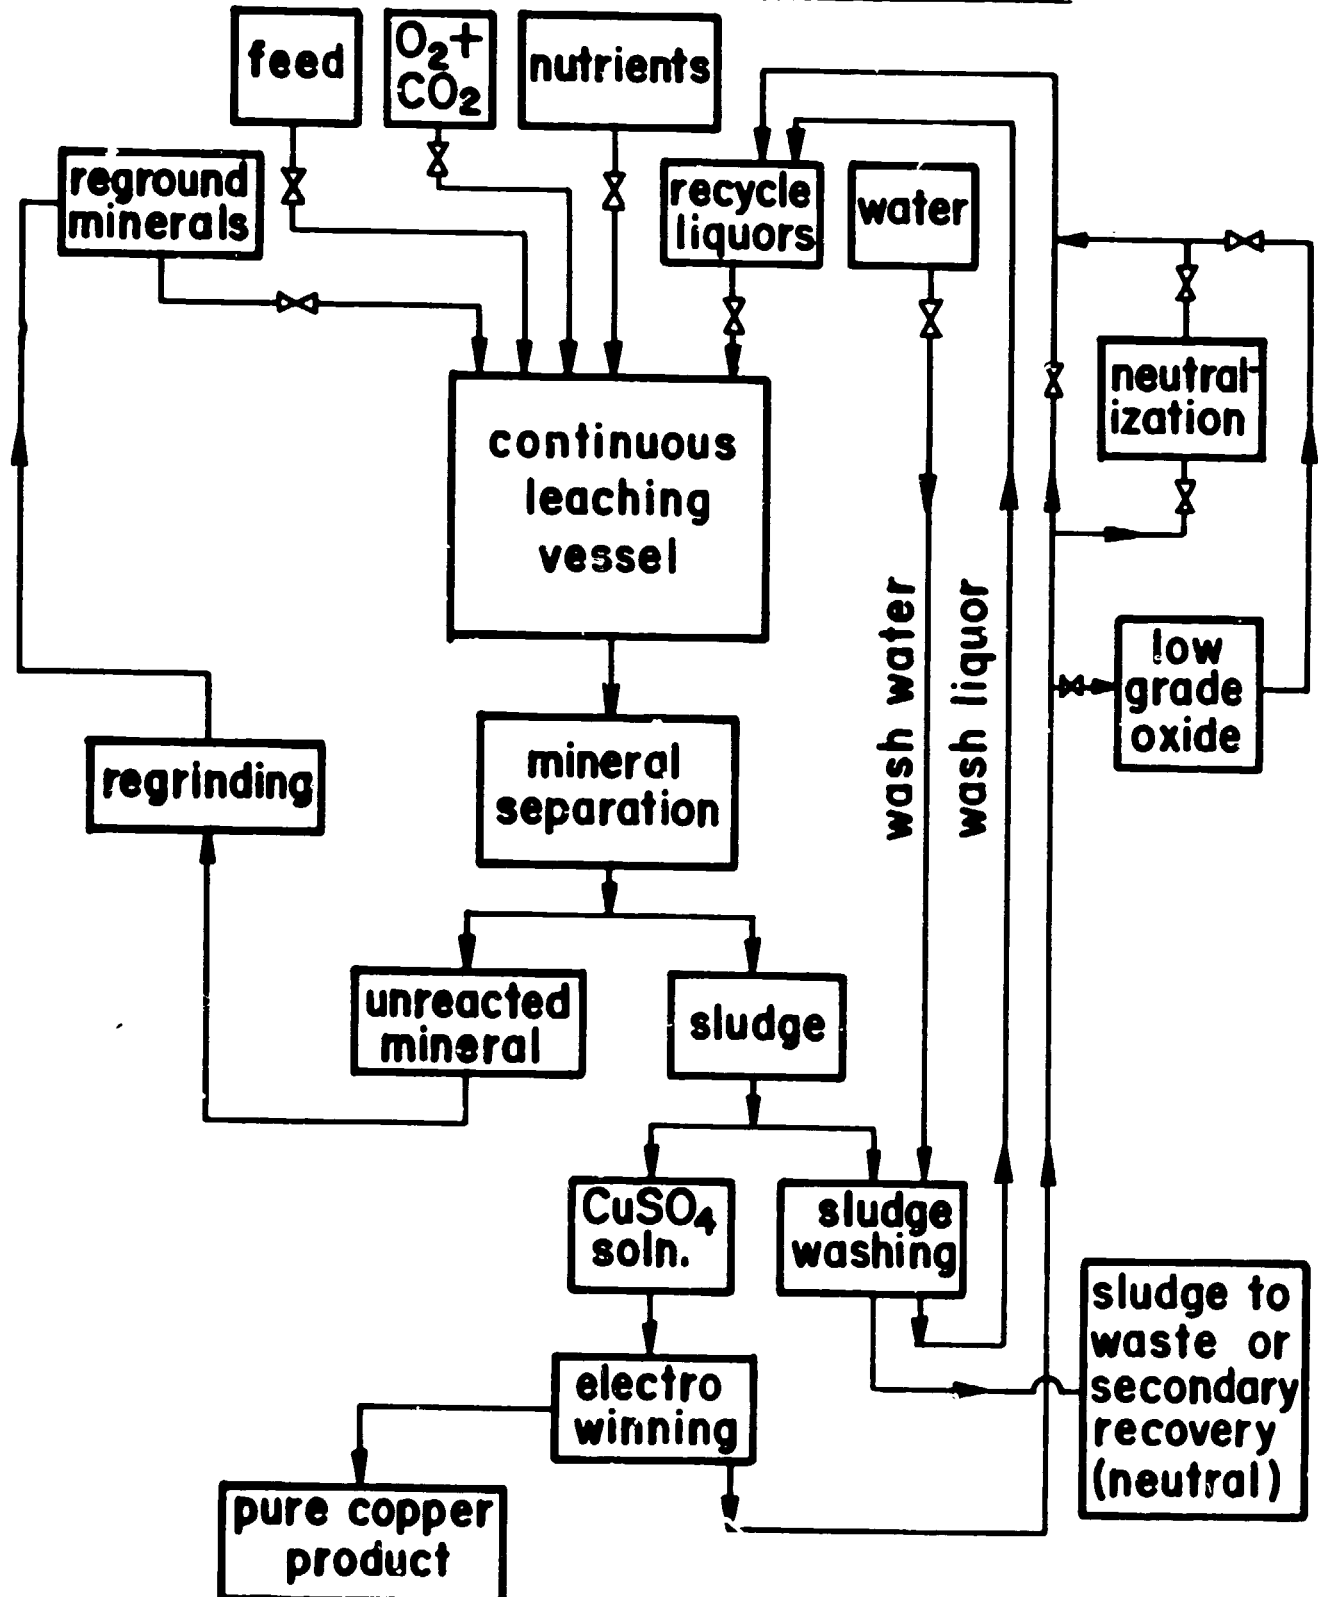 feed
O₂+
CO₂
nutrients
reground
minerals
recycle
liquors
water
neutral-
ization
continuous
leaching
vessel
wash water
wash liquor
low
grade
oxide
regrinding
mineral
separation
unreacted
mineral
sludge
CuSO₄
soln.
sludge
washing
sludge to
waste or
secondary
recovery
(neutral)
electro
winning
pure copper
product